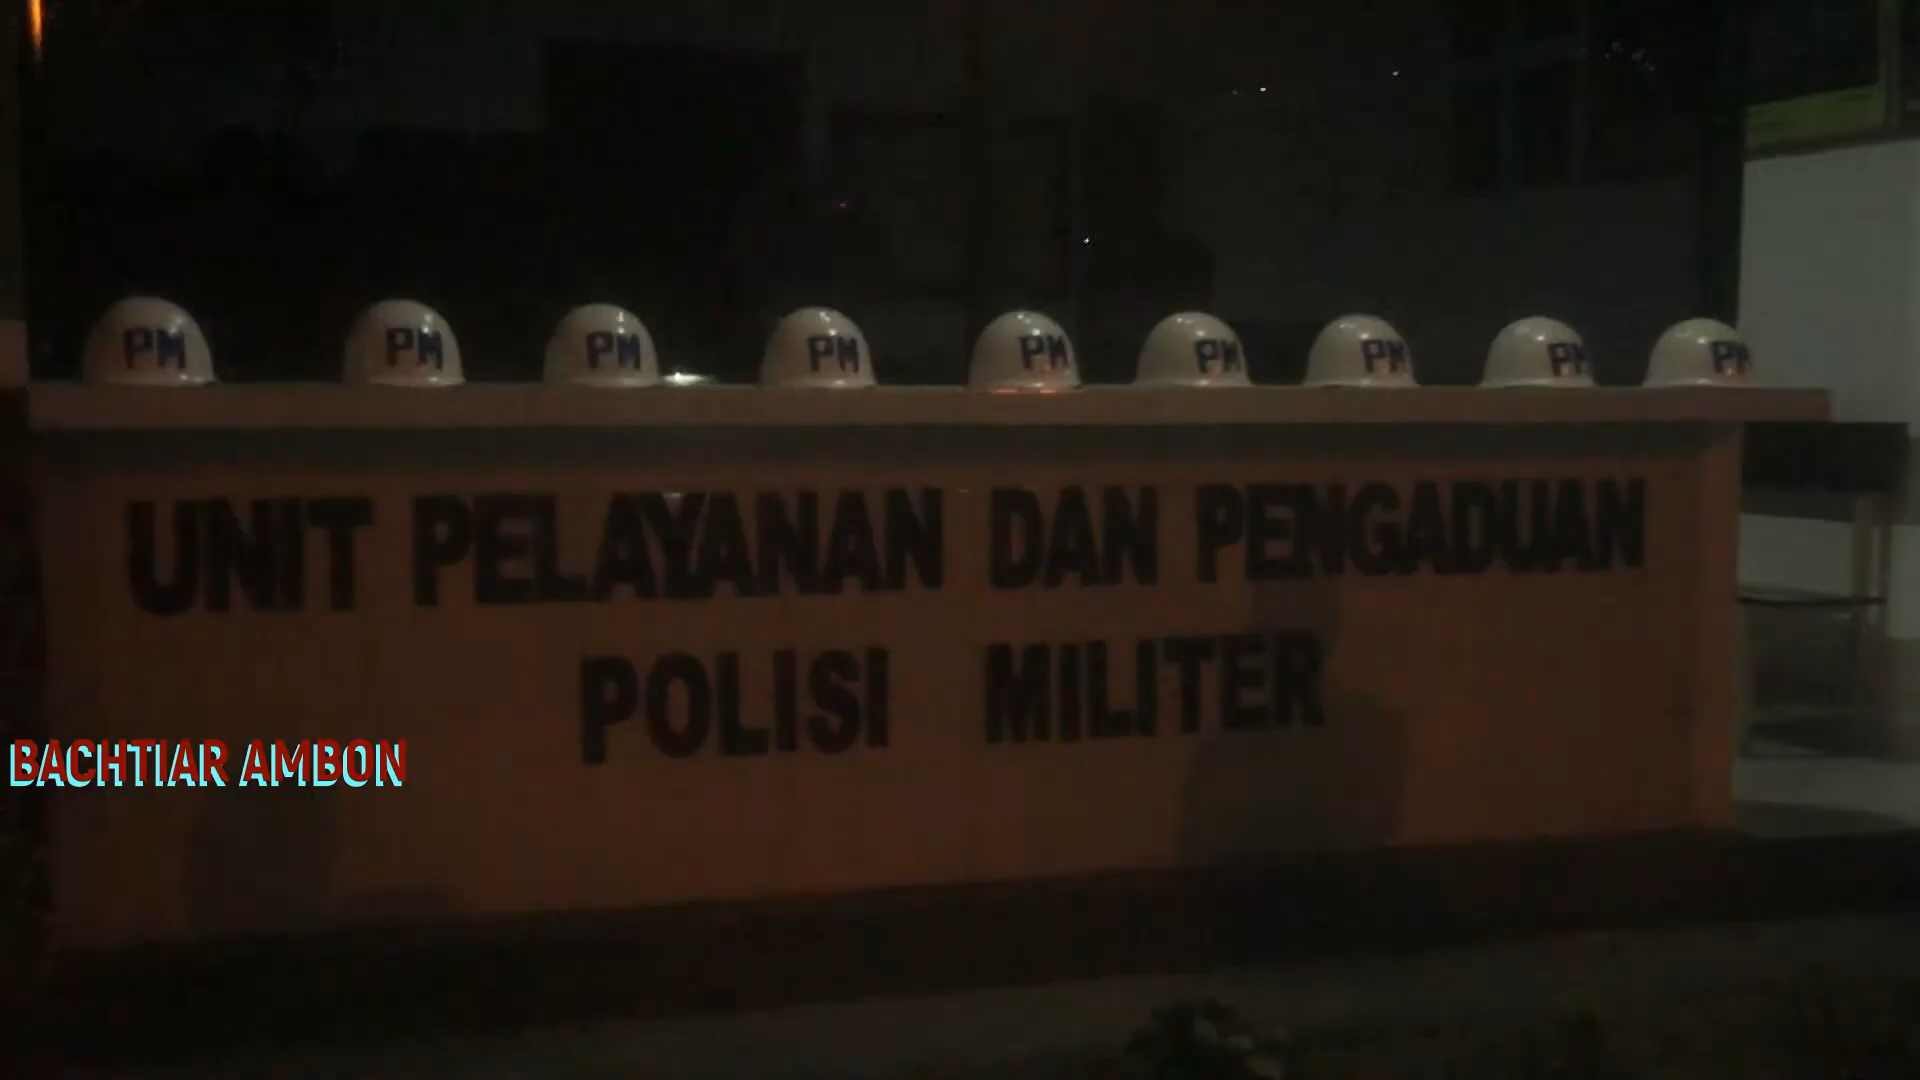 PM PM PM PM PM PM PM PM PM
UNIT PELAYANAN DAN PENGADUAN
POLISI MILITER
BACHTIAR AMBON